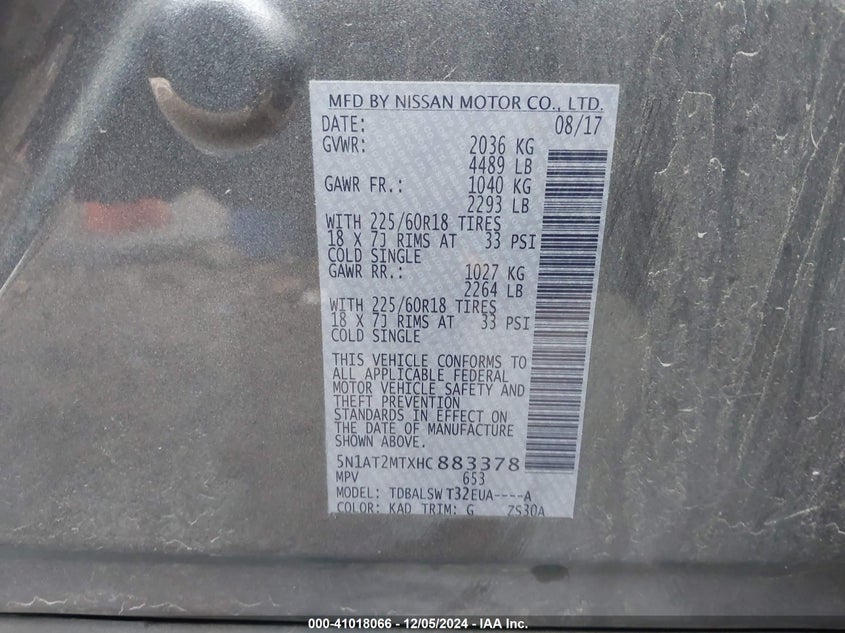 MFD BY NISSAN MOTOR CO., LTD.
DATE: 08/17
GVWR: 2036 KG
4489 LB
GAWR FR.: 1040 KG
2293 LB
WITH 225/60R18 TIRES
18 X 7J RIMS AT 33 PSI
COLD SINGLE
GAWR RR.: 1027 KG
2264 LB
WITH 225/60R18 TIRES
18 X 7J RIMS AT 33 PSI
COLD SINGLE
THIS VEHICLE CONFORMS TO
ALL APPLICABLE FEDERAL
MOTOR VEHICLE SAFETY AND
THEFT PREVENTION
STANDARDS IN EFFECT ON
THE DATE OF MANUFACTURE
SHOWN ABOVE.
5N1AT2MTXHC883378
MPV 653
MODEL: TDBALSW T32EUA----A
COLOR: KAD TRIM: G ZS30A
000-41018066 - 12/05/2024 - IAA Inc.